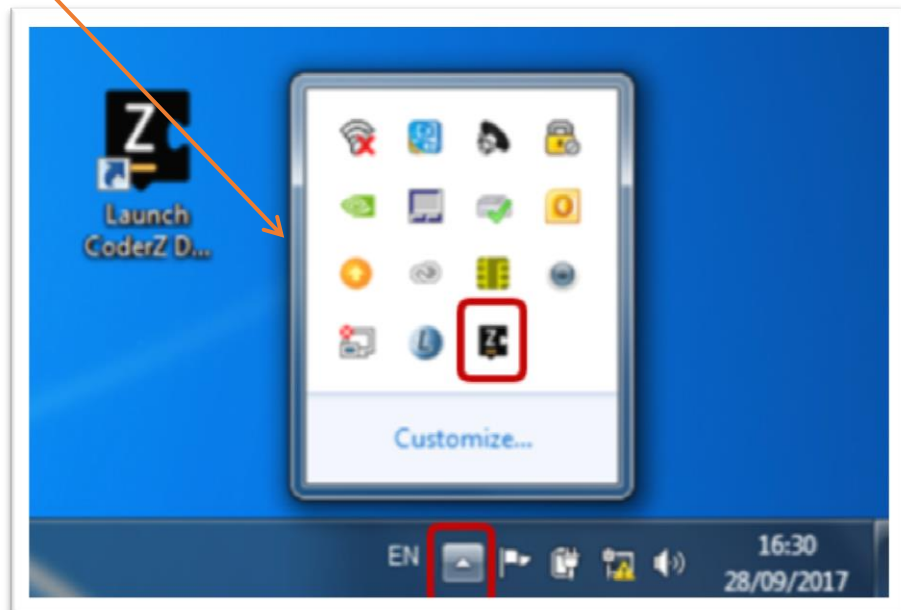 Z
Launch
CoderZ D...
Z
Customize...
EN
16:30
28/09/2017